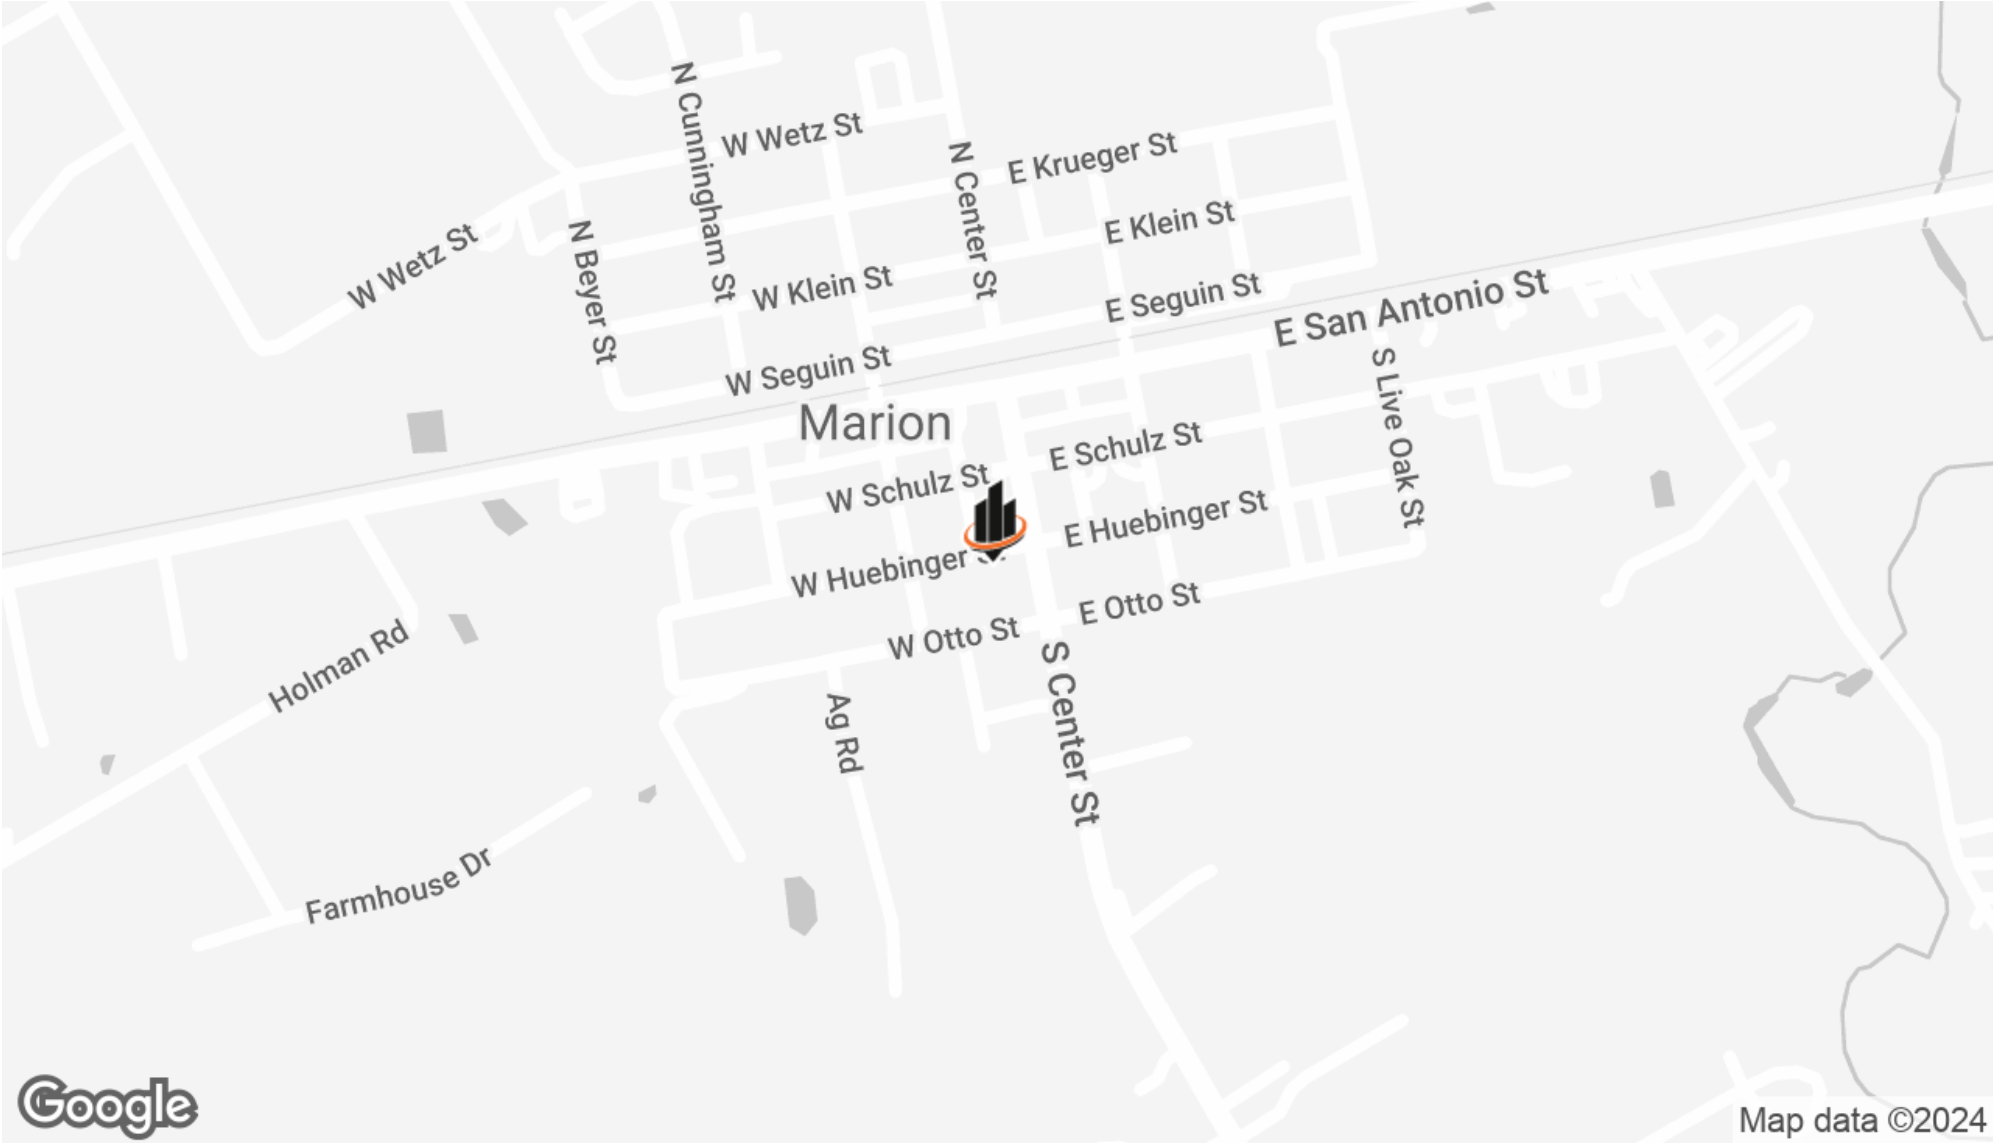 N Cunningham St
W Wetz St
N Center St
E Krueger St
W Wetz St
N Beyer St
E Klein St
W Klein St
E Seguin St
E San Antonio St
W Seguin St
Marion
S Live Oak St
E Schulz St
W Schulz St
E Huebinger St
W Huebinger
E Otto St
W Otto St
Holman Rd
S Center St
Ag Rd
Farmhouse Dr
Google
Map data ©2024